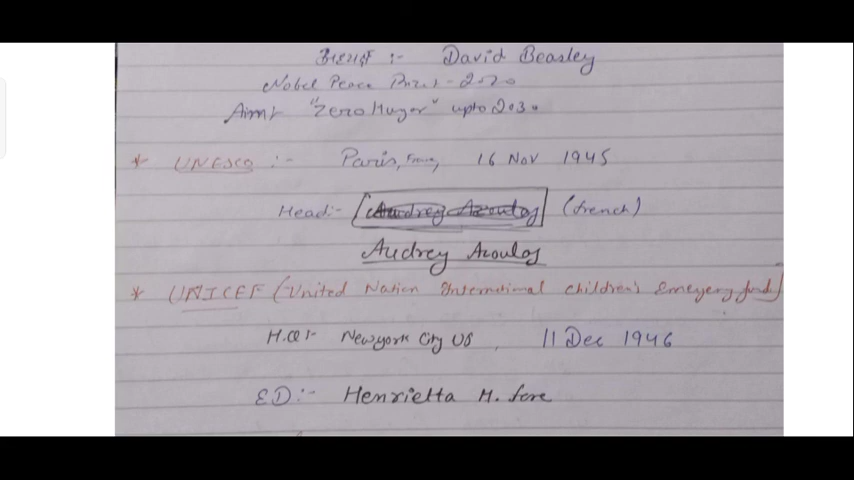 अध्यक्ष :- David Beasley
Nobel Peace Prize - 2020
Aim:- "Zero Hunger" upto 2030
* UNESCO :- Paris, France, 16 Nov 1945
Head:- [Audrey Azoulay] (french)
Audrey Azoulay
* UNICEF (United Nation International Children's Emergency fund)
H.Q:- Newyork City US, 11 Dec 1946
ED:- Henrietta H. fore